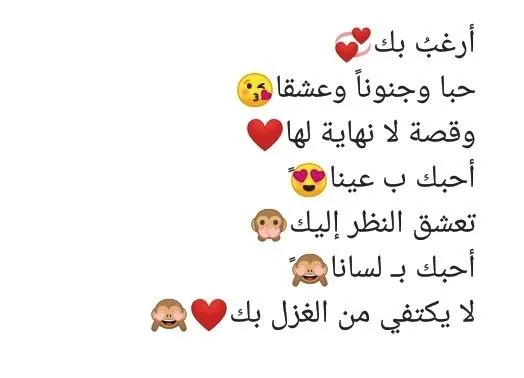 أرغبُ بك💞
حبا وجنوناً وعشقا😘
وقصة لا نهاية لها❤️
أحبك ب عينا😍ً
تعشق النظر إليك🙊
أحبك بـ لسانا🙈ً
لا يكتفي من الغزل بك❤️🙈